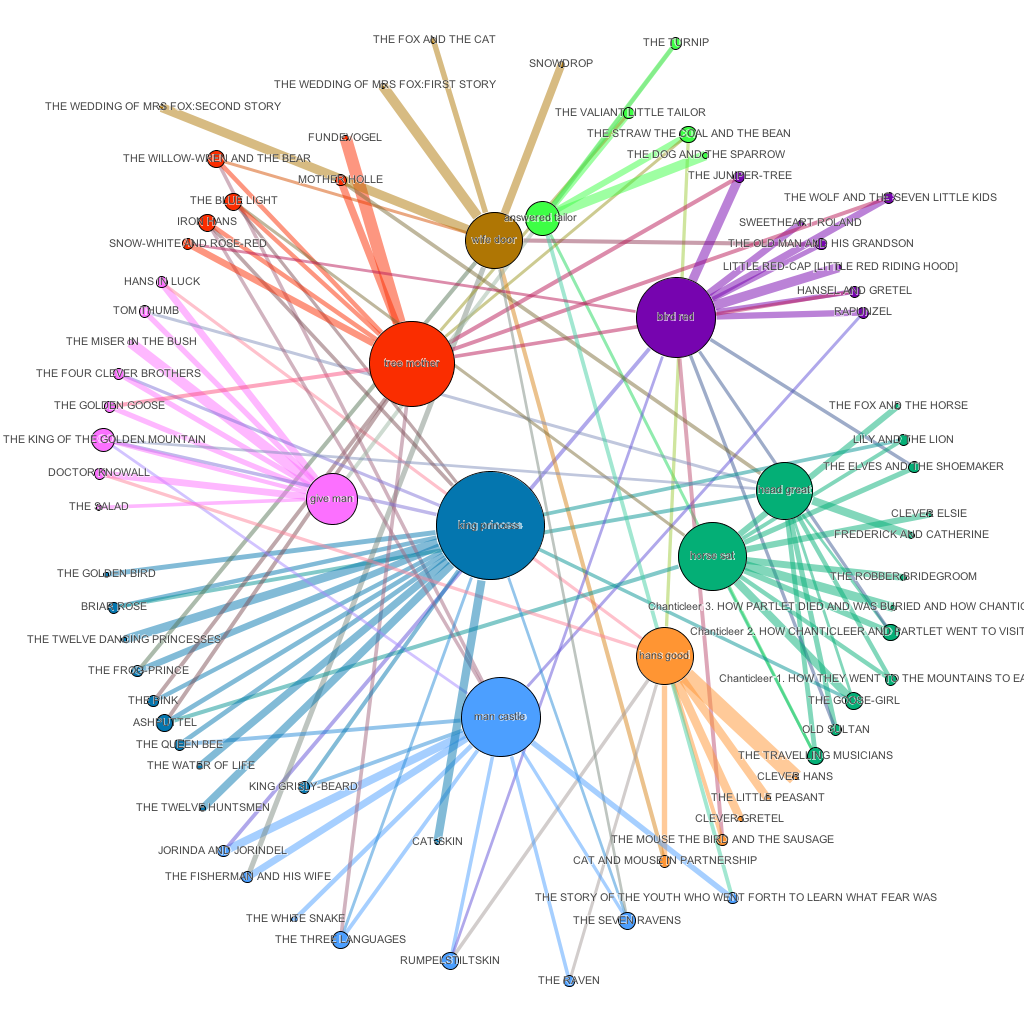 THE FOX AND THE CAT
THE TURNIP
SNOWDROP
THE WEDDING OF MRS FOX:FIRST STORY
THE WEDDING OF MRS FOX:SECOND STORY
THE VALIANT LITTLE TAILOR
THE STRAW THE COAL AND THE BEAN
FUNDEVOGEL
THE WILLOW-WREN AND THE BEAR
THE DOG AND THE SPARROW
THE JUNIPER-TREE
MOTHER HOLLE
THE WOLF AND THE SEVEN LITTLE KIDS
THE BLUE LIGHT
answered tailor
IRON HANS
SWEETHEART ROLAND
wife door
SNOW-WHITE AND ROSE-RED
THE OLD MAN AND HIS GRANDSON
LITTLE RED-CAP [LITTLE RED RIDING HOOD]
HANS IN LUCK
HANSEL AND GRETEL
TOM THUMB
RAPUNZEL
bird red
THE MISER IN THE BUSH
tree mother
THE FOUR CLEVER BROTHERS
THE GOLDEN GOOSE
THE FOX AND THE HORSE
THE KING OF THE GOLDEN MOUNTAIN
LILY AND THE LION
THE ELVES AND THE SHOEMAKER
DOCTOR KNOWALL
head great
give man
THE SALAD
CLEVER ELSIE
king princess
FREDERICK AND CATHERINE
horse sat
THE GOLDEN BIRD
THE ROBBER BRIDEGROOM
BRIAR ROSE
Chanticleer 3. HOW PARTLET DIED AND WAS BURIED AND HOW CHANTIC
Chanticleer 2. HOW CHANTICLEER AND PARTLET WENT TO VISIT
THE TWELVE DANCING PRINCESSES
hans good
THE FROG-PRINCE
Chanticleer 1. HOW THEY WENT TO THE MOUNTAINS TO EA
THE PINK
THE GOOSE-GIRL
man castle
ASHPUTTEL
OLD SULTAN
THE QUEEN BEE
THE TRAVELLING MUSICIANS
THE WATER OF LIFE
CLEVER HANS
KING GRISLY-BEARD
THE LITTLE PEASANT
THE TWELVE HUNTSMEN
CLEVER GRETEL
CAT-SKIN
THE MOUSE THE BIRD AND THE SAUSAGE
JORINDA AND JORINDEL
CAT AND MOUSE IN PARTNERSHIP
THE FISHERMAN AND HIS WIFE
THE STORY OF THE YOUTH WHO WENT FORTH TO LEARN WHAT FEAR WAS
THE WHITE SNAKE
THE SEVEN RAVENS
THE THREE LANGUAGES
RUMPELSTILTSKIN
THE RAVEN